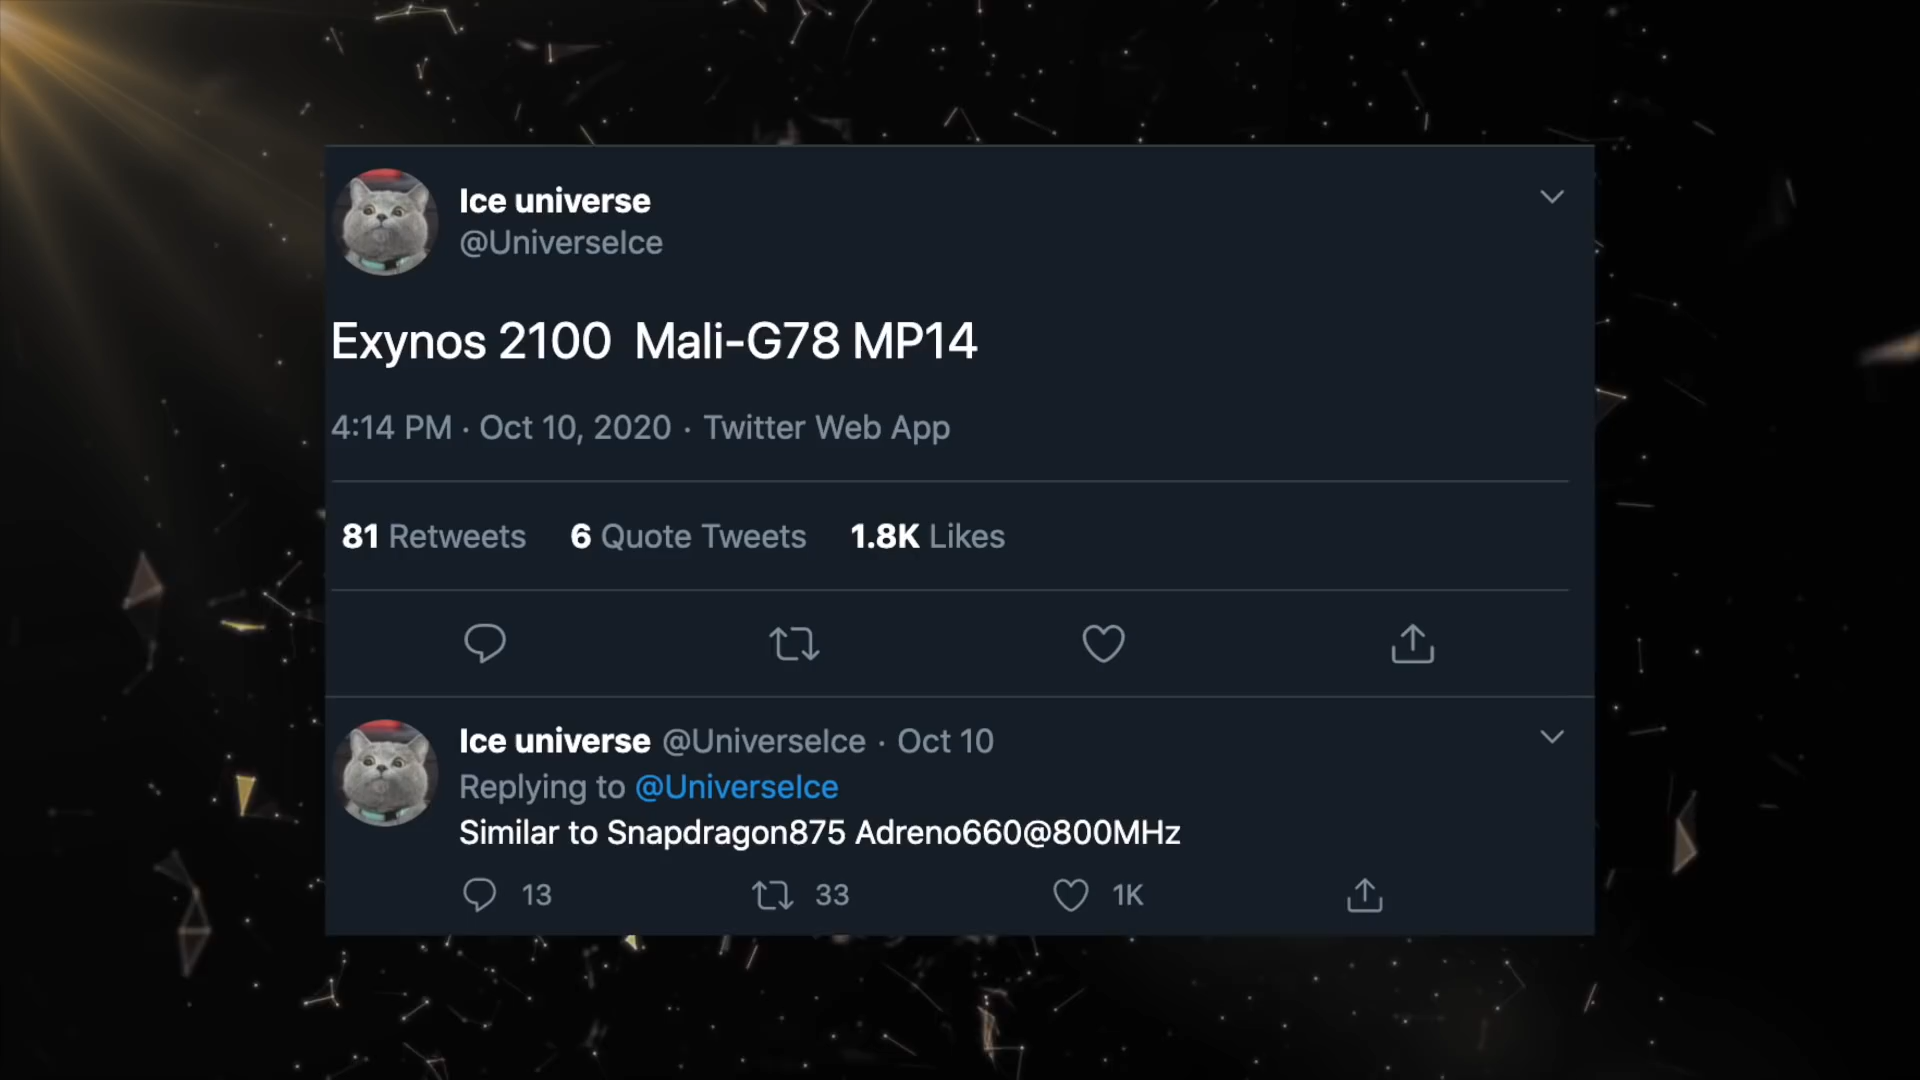 Ice universe
@UniverseIce
Exynos 2100  Mali-G78 MP14
4:14 PM · Oct 10, 2020 · Twitter Web App
81 Retweets 6 Quote Tweets 1.8K Likes
Ice universe @UniverseIce · Oct 10
Replying to @UniverseIce
Similar to Snapdragon875 Adreno660@800MHz
13 33 1K